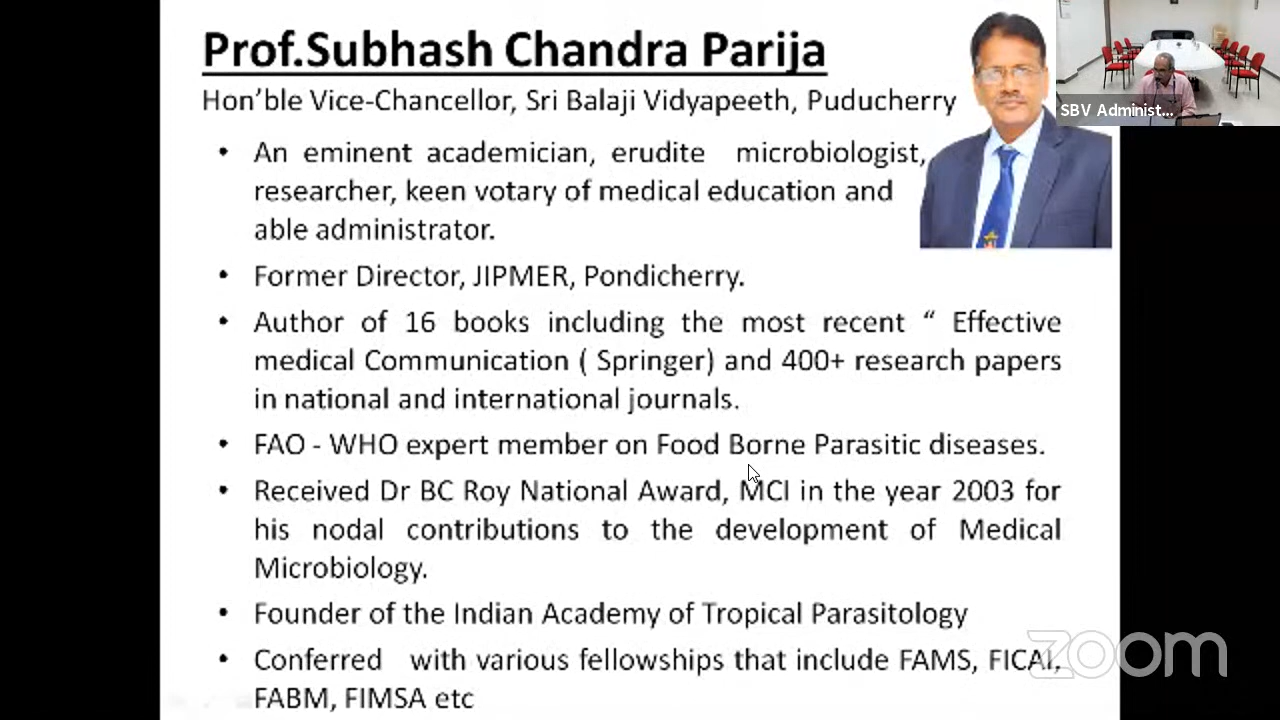 Prof.Subhash Chandra Parija
Hon'ble Vice-Chancellor, Sri Balaji Vidyapeeth, Puducherry
SBV Administ...
• An eminent academician, erudite microbiologist,
researcher, keen votary of medical education and
able administrator.
• Former Director, JIPMER, Pondicherry.
• Author of 16 books including the most recent “ Effective
medical Communication ( Springer) and 400+ research papers
in national and international journals.
• FAO - WHO expert member on Food Borne Parasitic diseases.
• Received Dr BC Roy National Award, MCI in the year 2003 for
his nodal contributions to the development of Medical
Microbiology.
• Founder of the Indian Academy of Tropical Parasitology
• Conferred with various fellowships that include FAMS, FICAI,
FABM, FIMSA etc
zoom